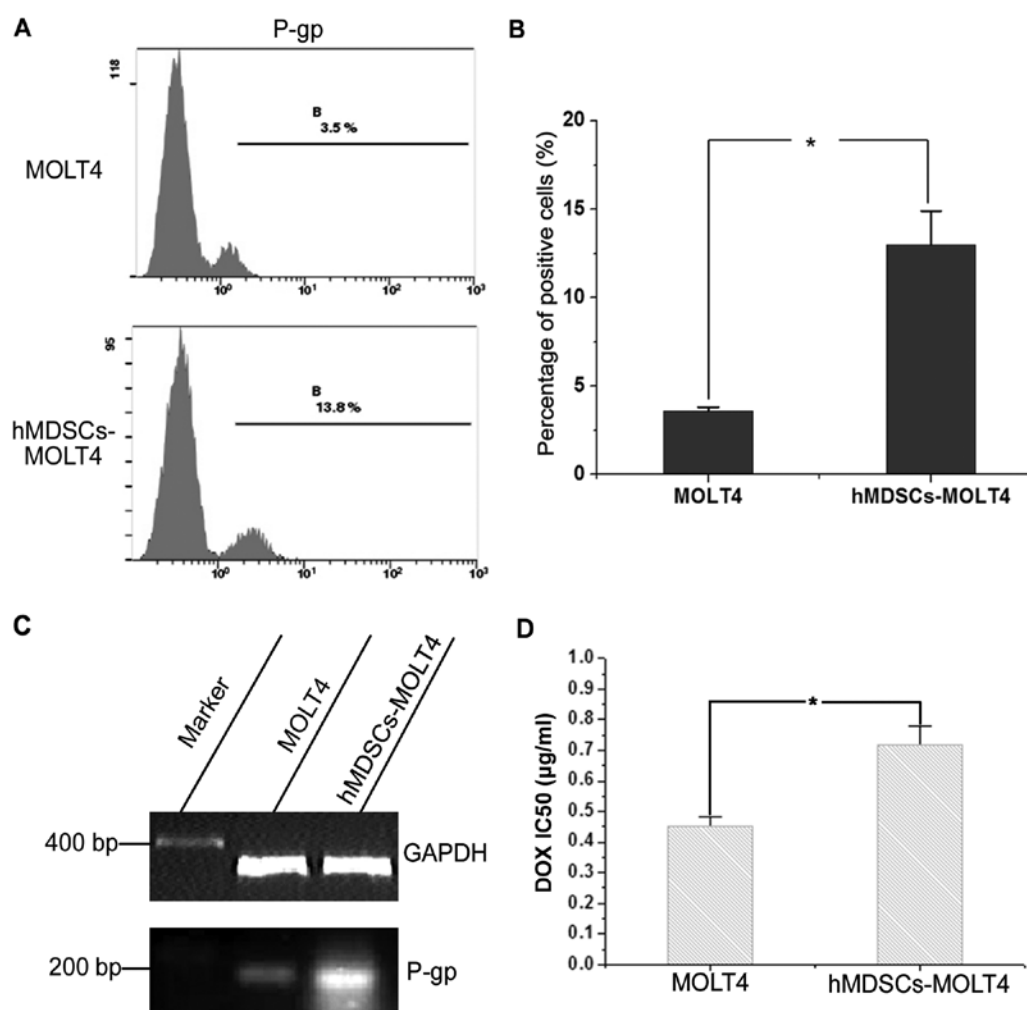 A
P-gp
118
B
3.5 %
MOLT4
10⁰
10¹
10²
10³
95
B
13.8 %
hMDSCs-
MOLT4
10⁰
10¹
10²
10³
B
Percentage of positive cells (%)
20
15
10
5
0
*
MOLT4
hMDSCs-MOLT4
C
Marker
MOLT4
hMDSCs-MOLT4
400 bp
GAPDH
200 bp
P-gp
D
DOX IC50 (µg/ml)
1.0
0.9
0.8
0.7
0.6
0.5
0.4
0.3
0.2
0.1
0.0
*
MOLT4
hMDSCs-MOLT4